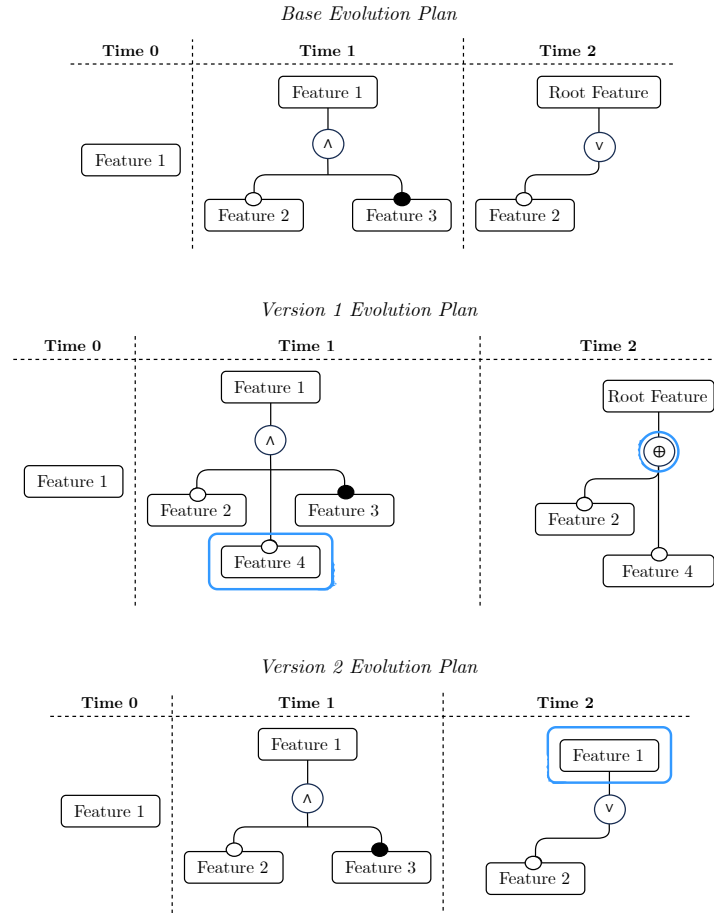 Base Evolution Plan
Time 0 Time 1 Time 2
Feature 1 Root Feature
∧ ∨
Feature 1
Feature 2 Feature 3 Feature 2
Version 1 Evolution Plan
Time 0 Time 1 Time 2
Feature 1 Root Feature
∧ ⊕
Feature 1
Feature 2 Feature 3 Feature 2
Feature 4 Feature 4
Version 2 Evolution Plan
Time 0 Time 1 Time 2
Feature 1 Feature 1
∧ ∨
Feature 1
Feature 2 Feature 3 Feature 2